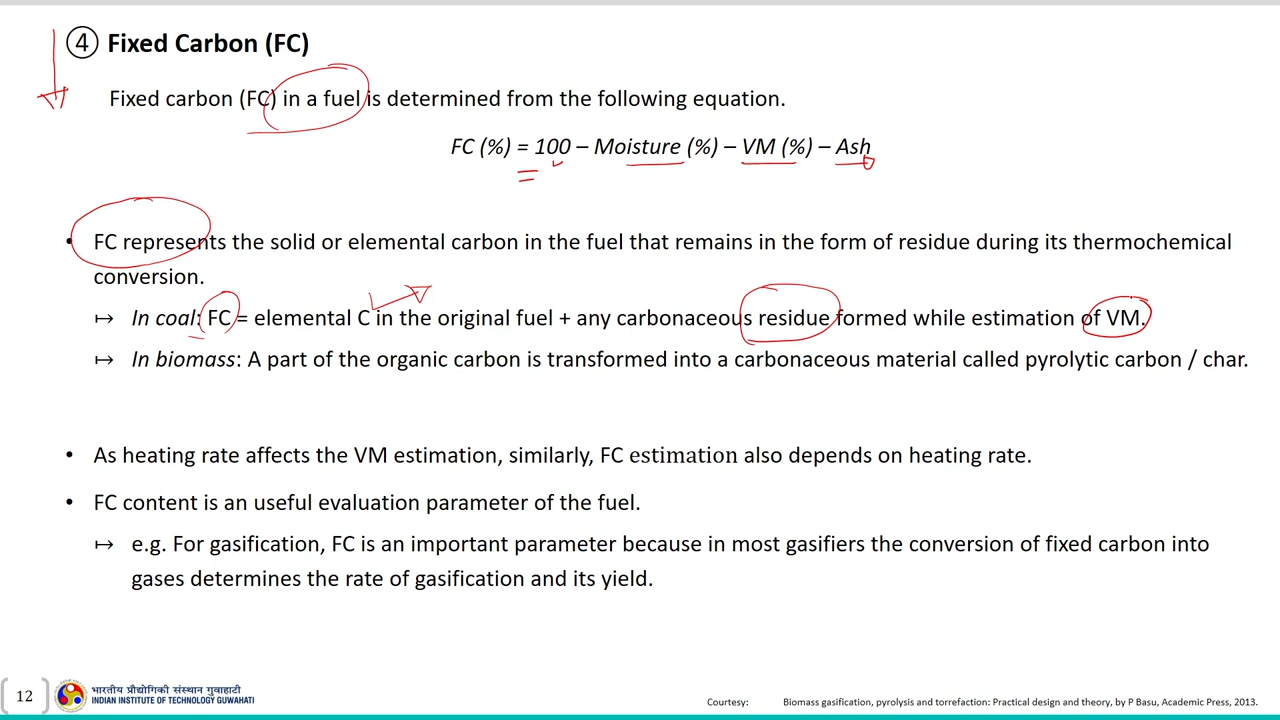 ④ Fixed Carbon (FC)
Fixed carbon (FC) in a fuel is determined from the following equation.
FC (%) = 100 – Moisture (%) – VM (%) – Ash
• FC represents the solid or elemental carbon in the fuel that remains in the form of residue during its thermochemical
conversion.
↦ In coal: FC = elemental C in the original fuel + any carbonaceous residue formed while estimation of VM.
↦ In biomass: A part of the organic carbon is transformed into a carbonaceous material called pyrolytic carbon / char.
• As heating rate affects the VM estimation, similarly, FC estimation also depends on heating rate.
• FC content is an useful evaluation parameter of the fuel.
↦ e.g. For gasification, FC is an important parameter because in most gasifiers the conversion of fixed carbon into
gases determines the rate of gasification and its yield.
12
भारतीय प्रौद्योगिकी संस्थान गुवाहाटी
INDIAN INSTITUTE OF TECHNOLOGY GUWAHATI
Courtesy: Biomass gasification, pyrolysis and torrefaction: Practical design and theory, by P Basu, Academic Press, 2013.